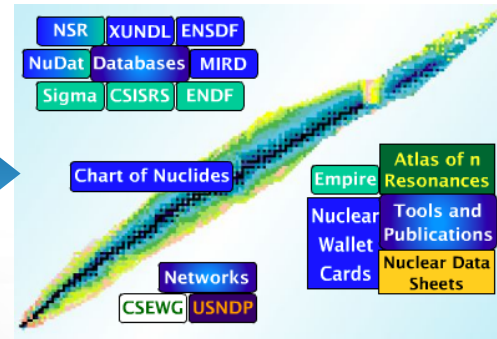 NSR XUNDL ENSDF
NuDat Databases MIRD
Sigma CSISRS ENDF
Chart of Nuclides
Empire
Atlas of n
Resonances
Nuclear
Wallet
Cards
Tools and
Publications
Nuclear Data
Sheets
Networks
CSEWG USNDP